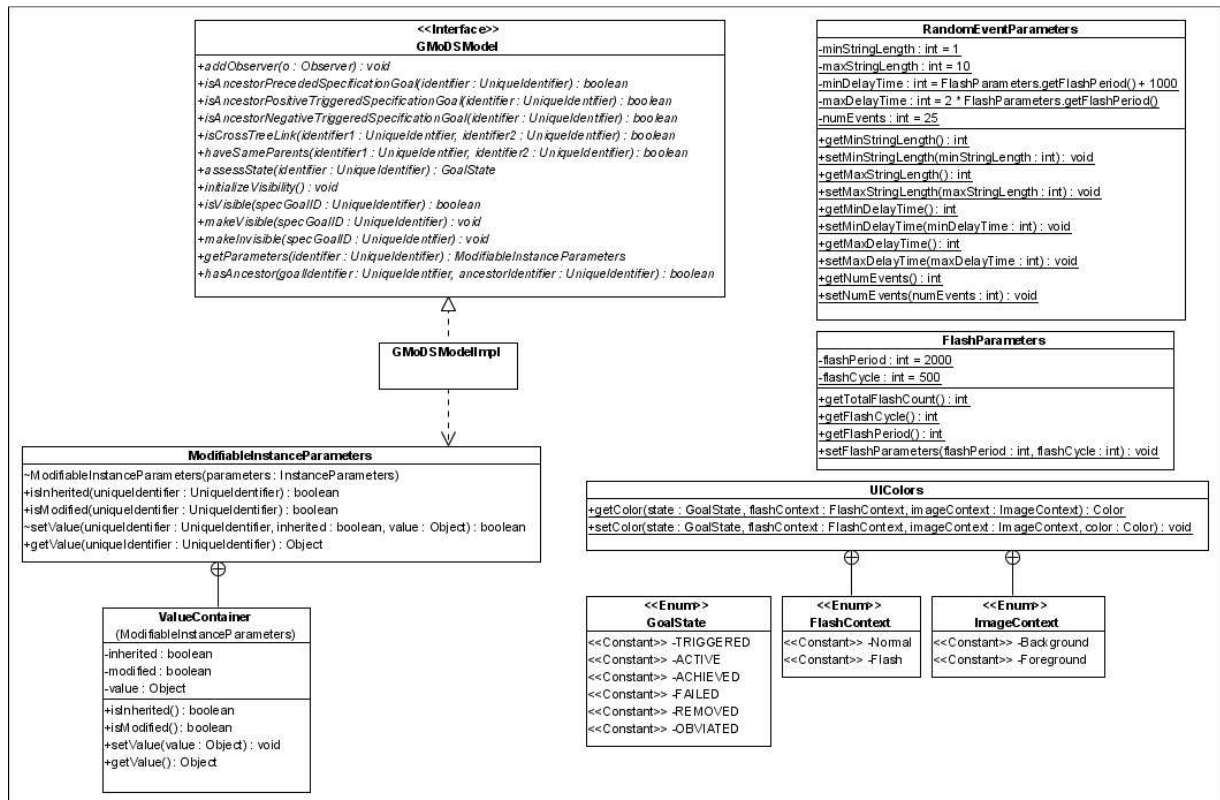 <<Interface>>
GMoDSModel
+addObserver(o : Observer) : void
+isAncestorPrecededSpecificationGoal(identifier : UniqueIdentifier) : boolean
+isAncestorPositiveTriggeredSpecificationGoal(identifier : UniqueIdentifier) : boolean
+isAncestorNegativeTriggeredSpecificationGoal(identifier : UniqueIdentifier) : boolean
+isCrossTreeLink(identifier1 : UniqueIdentifier, identifier2 : UniqueIdentifier) : boolean
+haveSameParents(identifier1 : UniqueIdentifier, identifier2 : UniqueIdentifier) : boolean
+assessState(identifier : UniqueIdentifier) : GoalState
+initializeVisibility() : void
+isVisible(specGoalID : UniqueIdentifier) : boolean
+makeVisible(specGoalID : UniqueIdentifier) : void
+makeInvisible(specGoalID : UniqueIdentifier) : void
+getParameters(identifier : UniqueIdentifier) : ModifiableInstanceParameters
+hasAncestor(goalIdentifier : UniqueIdentifier, ancestorIdentifier : UniqueIdentifier) : boolean
GMoDSModelImpl
ModifiableInstanceParameters
~ModifiableInstanceParameters(parameters : InstanceParameters)
+isInherited(uniqueIdentifier : UniqueIdentifier) : boolean
+isModified(uniqueIdentifier : UniqueIdentifier) : boolean
~setValue(uniqueIdentifier : UniqueIdentifier, inherited : boolean, value : Object) : boolean
+getValue(uniqueIdentifier : UniqueIdentifier) : Object
ValueContainer
(ModifiableInstanceParameters)
-inherited : boolean
-modified : boolean
-value : Object
+isInherited() : boolean
+isModified() : boolean
+setValue(value : Object) : void
+getValue() : Object
RandomEventParameters
-minStringLength : int = 1
-maxStringLength : int = 10
-minDelayTime : int = FlashParameters.getFlashPeriod() + 1000
-maxDelayTime : int = 2 * FlashParameters.getFlashPeriod()
-numEvents : int = 25
+getMinStringLength() : int
+setMinStringLength(minStringLength : int) : void
+getMaxStringLength() : int
+setMaxStringLength(maxStringLength : int) : void
+getMinDelayTime() : int
+setMinDelayTime(minDelayTime : int) : void
+getMaxDelayTime() : int
+setMaxDelayTime(maxDelayTime : int) : void
+getNumEvents() : int
+setNumEvents(numEvents : int) : void
FlashParameters
-flashPeriod : int = 2000
-flashCycle : int = 500
+getTotalFlashCount() : int
+getFlashCycle() : int
+getFlashPeriod() : int
+setFlashParameters(flashPeriod : int, flashCycle : int) : void
UIColors
+getColor(state : GoalState, flashContext : FlashContext, imageContext : ImageContext) : Color
+setColor(state : GoalState, flashContext : FlashContext, imageContext : ImageContext, color : Color) : void
<<Enum>>
GoalState
<<Constant>> -TRIGGERED
<<Constant>> -ACTIVE
<<Constant>> -ACHIEVED
<<Constant>> -FAILED
<<Constant>> -REMOVED
<<Constant>> -OBVIATED
<<Enum>>
FlashContext
<<Constant>> -Normal
<<Constant>> -Flash
<<Enum>>
ImageContext
<<Constant>> -Background
<<Constant>> -Foreground